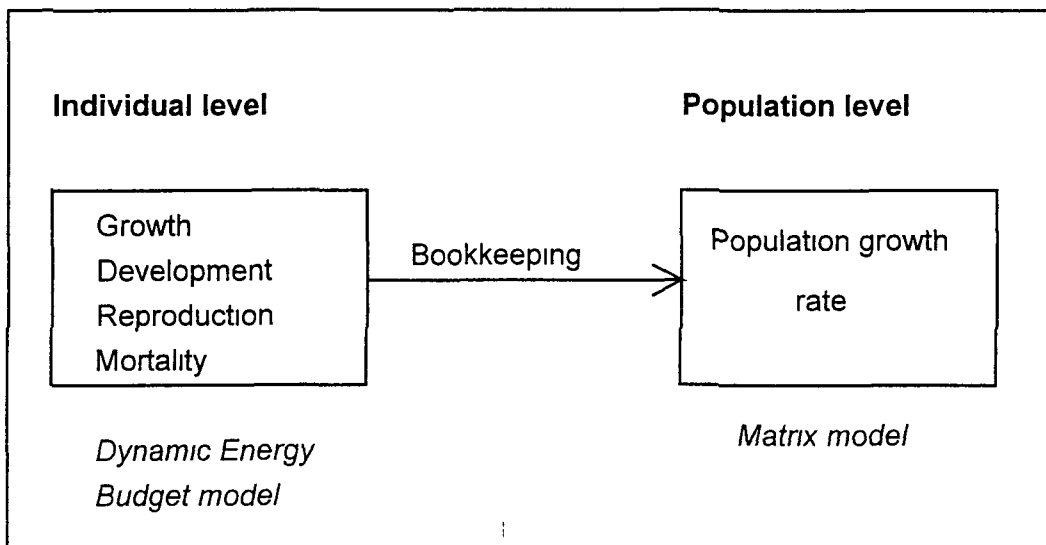 Individual level
Population level
Growth
Development
Reproduction
Mortality
Bookkeeping
Population growth
rate
Dynamic Energy
Budget model
Matrix model